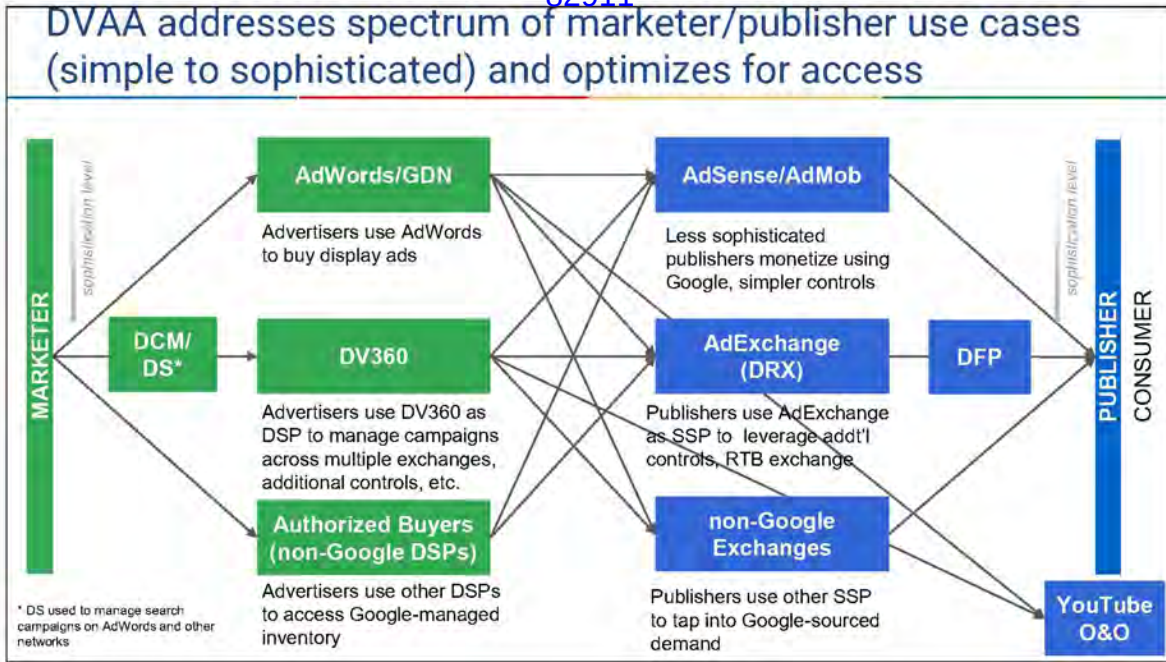 82911
DVAA addresses spectrum of marketer/publisher use cases
(simple to sophisticated) and optimizes for access
MARKETER
sophistication level
DCM/
DS*
AdWords/GDN
Advertisers use AdWords
to buy display ads
DV360
Advertisers use DV360 as
DSP to manage campaigns
across multiple exchanges,
additional controls, etc.
Authorized Buyers
(non-Google DSPs)
Advertisers use other DSPs
to access Google-managed
inventory
* DS used to manage search
campaigns on AdWords and other
networks
AdSense/AdMob
Less sophisticated
publishers monetize using
Google, simpler controls
AdExchange
(DRX)
Publishers use AdExchange
as SSP to leverage addt'l
controls, RTB exchange
non-Google
Exchanges
Publishers use other SSP
to tap into Google-sourced
demand
DFP
sophistication level
PUBLISHER
CONSUMER
YouTube
O&O